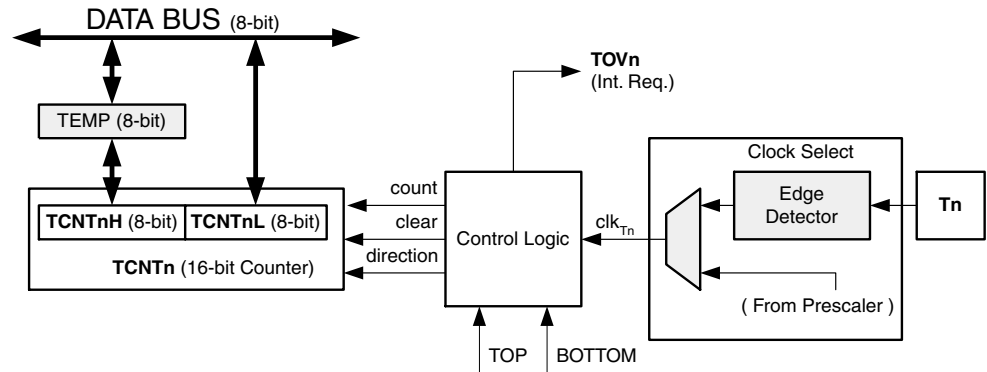 DATA BUS (8-bit)
TOVn
(Int. Req.)
TEMP (8-bit)
Clock Select
count
TCNTnH (8-bit) TCNTnL (8-bit)
clear
TCNTn (16-bit Counter)
direction
Control Logic
clkTn
Edge
Detector
Tn
( From Prescaler )
TOP
BOTTOM